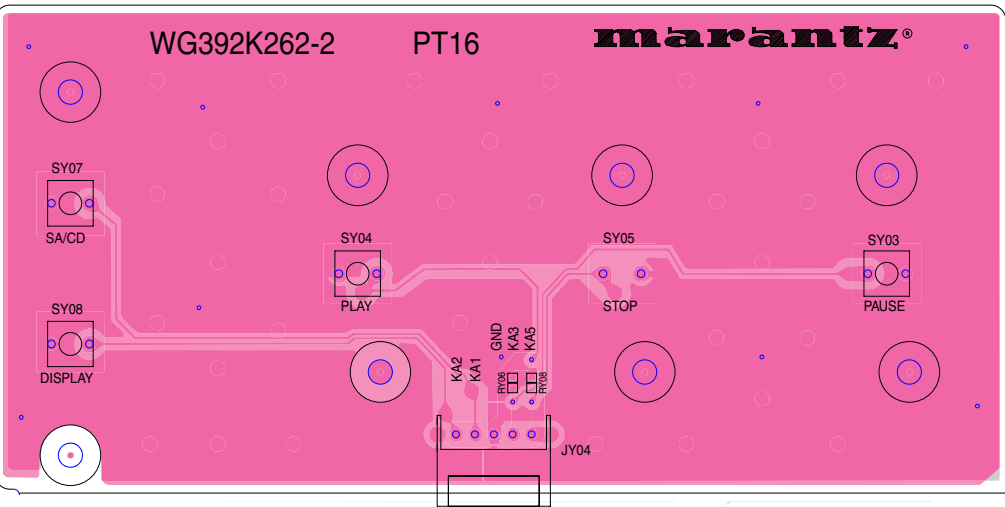 WG392K262-2 PT16 marantz®
SY07
SA/CD
SY04
SY05
SY03
PLAY
STOP
PAUSE
SY08
DISPLAY
GND
KA3
KA5
KA2
KA1
RY06
RY08
JY04